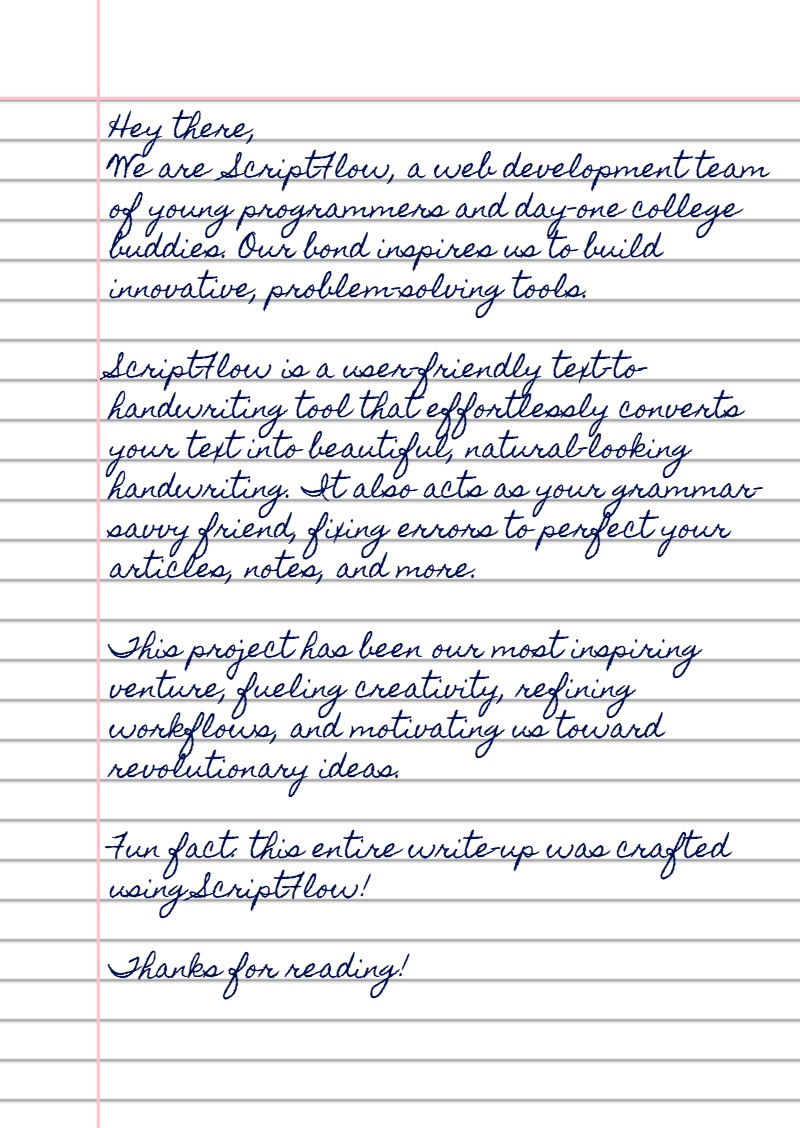 Hey there,
We are ScriptFlow, a web development team
of young programmers and day-one college
buddies. Our bond inspires us to build
innovative, problem-solving tools.
ScriptFlow is a user-friendly text-to-
handwriting tool that effortlessly converts
your text into beautiful, natural-looking
handwriting. It also acts as your grammar-
savvy friend, fixing errors to perfect your
articles, notes, and more.
This project has been our most inspiring
venture, fueling creativity, refining
workflows, and motivating us toward
revolutionary ideas.
Fun fact: this entire write-up was crafted
using ScriptFlow!
Thanks for reading!